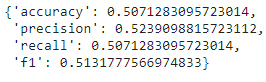 {'accuracy': 0.5071283095723014,
'precision': 0.5239098815723112,
'recall': 0.5071283095723014,
'f1': 0.5131777566974833}